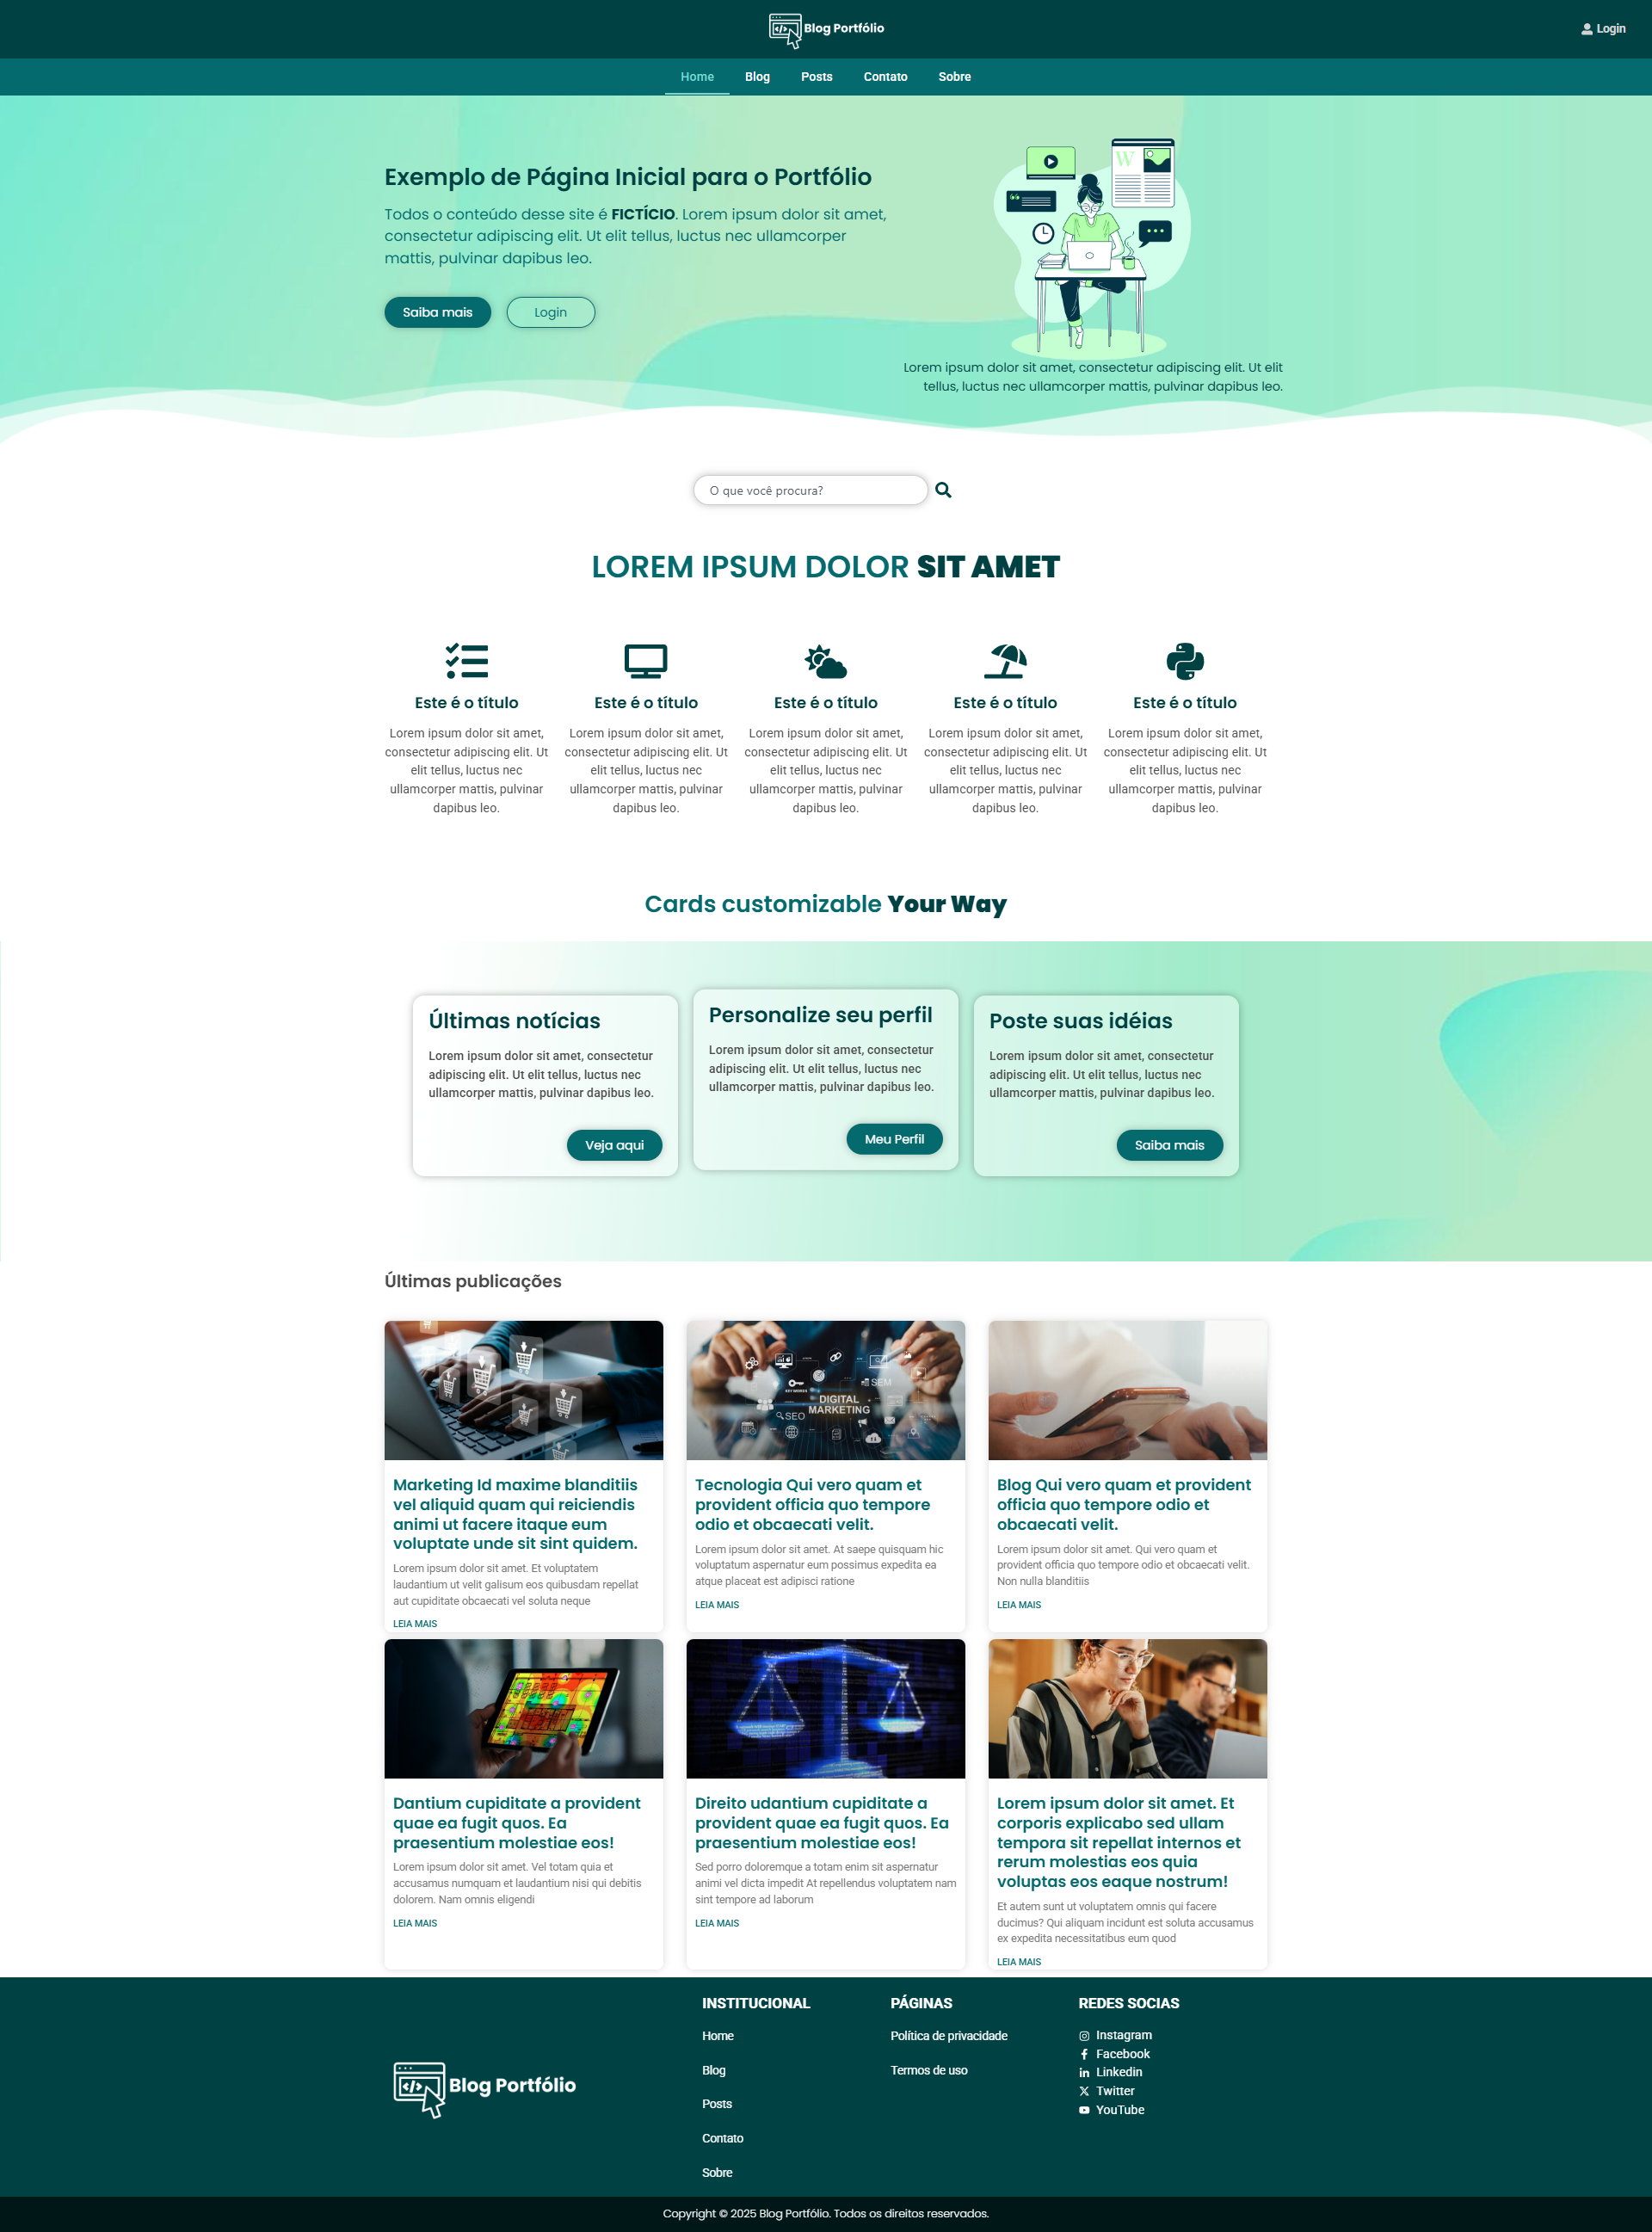 Blog Portfólio
Login
Home Blog Posts Contato Sobre
Exemplo de Página Inicial para o Portfólio
Todos o conteúdo desse site é FICTÍCIO. Lorem ipsum dolor sit amet,
consectetur adipiscing elit. Ut elit tellus, luctus nec ullamcorper
mattis, pulvinar dapibus leo.
Saiba mais
Login
W
Lorem ipsum dolor sit amet, consectetur adipiscing elit. Ut elit
tellus, luctus nec ullamcorper mattis, pulvinar dapibus leo.
O que você procura?
LOREM IPSUM DOLOR SIT AMET
Este é o título
Lorem ipsum dolor sit amet,
consectetur adipiscing elit. Ut
elit tellus, luctus nec
ullamcorper mattis, pulvinar
dapibus leo.
Este é o título
Lorem ipsum dolor sit amet,
consectetur adipiscing elit. Ut
elit tellus, luctus nec
ullamcorper mattis, pulvinar
dapibus leo.
Este é o título
Lorem ipsum dolor sit amet,
consectetur adipiscing elit. Ut
elit tellus, luctus nec
ullamcorper mattis, pulvinar
dapibus leo.
Este é o título
Lorem ipsum dolor sit amet,
consectetur adipiscing elit. Ut
elit tellus, luctus nec
ullamcorper mattis, pulvinar
dapibus leo.
Este é o título
Lorem ipsum dolor sit amet,
consectetur adipiscing elit. Ut
elit tellus, luctus nec
ullamcorper mattis, pulvinar
dapibus leo.
Cards customizable Your Way
Últimas notícias
Lorem ipsum dolor sit amet, consectetur
adipiscing elit. Ut elit tellus, luctus nec
ullamcorper mattis, pulvinar dapibus leo.
Veja aqui
Personalize seu perfil
Lorem ipsum dolor sit amet, consectetur
adipiscing elit. Ut elit tellus, luctus nec
ullamcorper mattis, pulvinar dapibus leo.
Meu Perfil
Poste suas idéias
Lorem ipsum dolor sit amet, consectetur
adipiscing elit. Ut elit tellus, luctus nec
ullamcorper mattis, pulvinar dapibus leo.
Saiba mais
Últimas publicações
Marketing Id maxime blanditiis
vel aliquid quam qui reiciendis
animi ut facere itaque eum
voluptate unde sit sint quidem.
Lorem ipsum dolor sit amet. Et voluptatem
laudantium ut velit galisum eos quibusdam repellat
aut cupiditate obcaecati vel soluta neque
LEIA MAIS
KEY WORDS
SEM
DIGITAL
MARKETING
SEO
Tecnologia Qui vero quam et
provident officia quo tempore
odio et obcaecati velit.
Lorem ipsum dolor sit amet. At saepe quisquam hic
voluptatum aspernatur eum possimus expedita ea
atque placeat est adipisci ratione
LEIA MAIS
Blog Qui vero quam et provident
officia quo tempore odio et
obcaecati velit.
Lorem ipsum dolor sit amet. Qui vero quam et
provident officia quo tempore odio et obcaecati velit.
Non nulla blanditiis
LEIA MAIS
Dantium cupiditate a provident
quae ea fugit quos. Ea
praesentium molestiae eos!
Lorem ipsum dolor sit amet. Vel totam quia et
accusamus numquam et laudantium nisi qui debitis
dolorem. Nam omnis eligendi
LEIA MAIS
Direito udantium cupiditate a
provident quae ea fugit quos. Ea
praesentium molestiae eos!
Sed porro doloremque a totam enim sit aspernatur
animi vel dicta impedit At repellendus voluptatem nam
sint tempore ad laborum
LEIA MAIS
Lorem ipsum dolor sit amet. Et
corporis explicabo sed ullam
tempora sit repellat internos et
rerum molestias eos quia
voluptas eos eaque nostrum!
Et autem sunt ut voluptatem omnis qui facere
ducimus? Qui aliquam incidunt est soluta accusamus
ex expedita necessitatibus eum quod
LEIA MAIS
Blog Portfólio
INSTITUCIONAL
Home
Blog
Posts
Contato
Sobre
PÁGINAS
Política de privacidade
Termos de uso
REDES SOCIAS
Instagram
Facebook
Linkedin
Twitter
YouTube
Copyright © 2025 Blog Portfólio. Todos os direitos reservados.